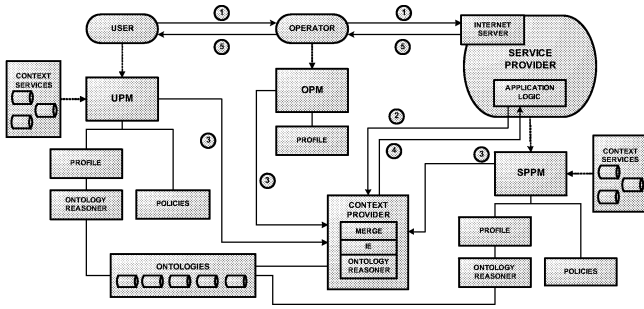 1
1
USER
OPERATOR
INTERNET
SERVER
5
5
SERVICE
PROVIDER
CONTEXT
SERVICES
UPM
OPM
APPLICATION
LOGIC
2
3
PROFILE
4
CONTEXT
SERVICES
PROFILE
3
3
SPPM
ONTOLOGY
REASONER
POLICIES
CONTEXT
PROVIDER
MERGE
IE
ONTOLOGY
REASONER
PROFILE
ONTOLOGIES
ONTOLOGY
REASONER
POLICIES